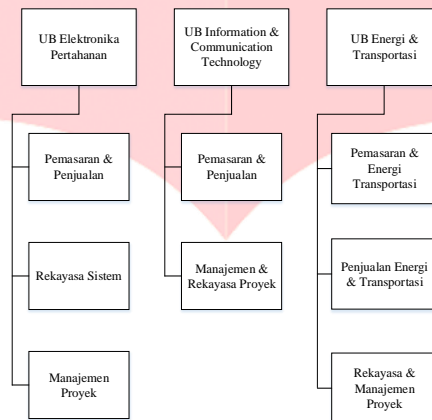 UB Elektronika
Pertahanan
Pemasaran &
Penjualan
Rekayasa Sistem
Manajemen
Proyek
UB Information &
Communication
Technology
Pemasaran &
Penjualan
Manajemen &
Rekayasa Proyek
UB Energi &
Transportasi
Pemasaran &
Energi
Transportasi
Penjualan Energi
& Transportasi
Rekayasa &
Manajemen
Proyek